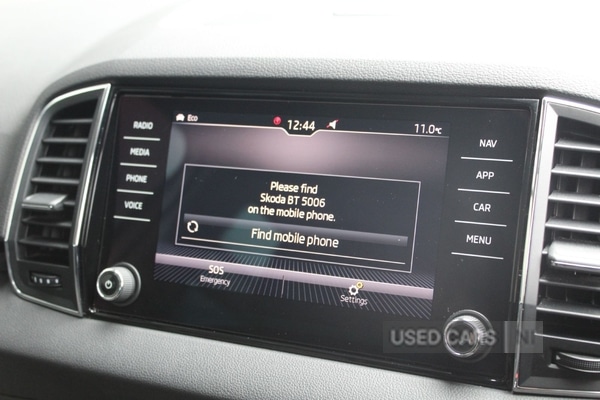 Eco
12:44
11.0℃
RADIO
MEDIA
PHONE
VOICE
Please find
Skoda BT 5006
on the mobile phone.
Find mobile phone
SOS
Emergency
Settings
NAV
APP
CAR
MENU
USED CARS NI